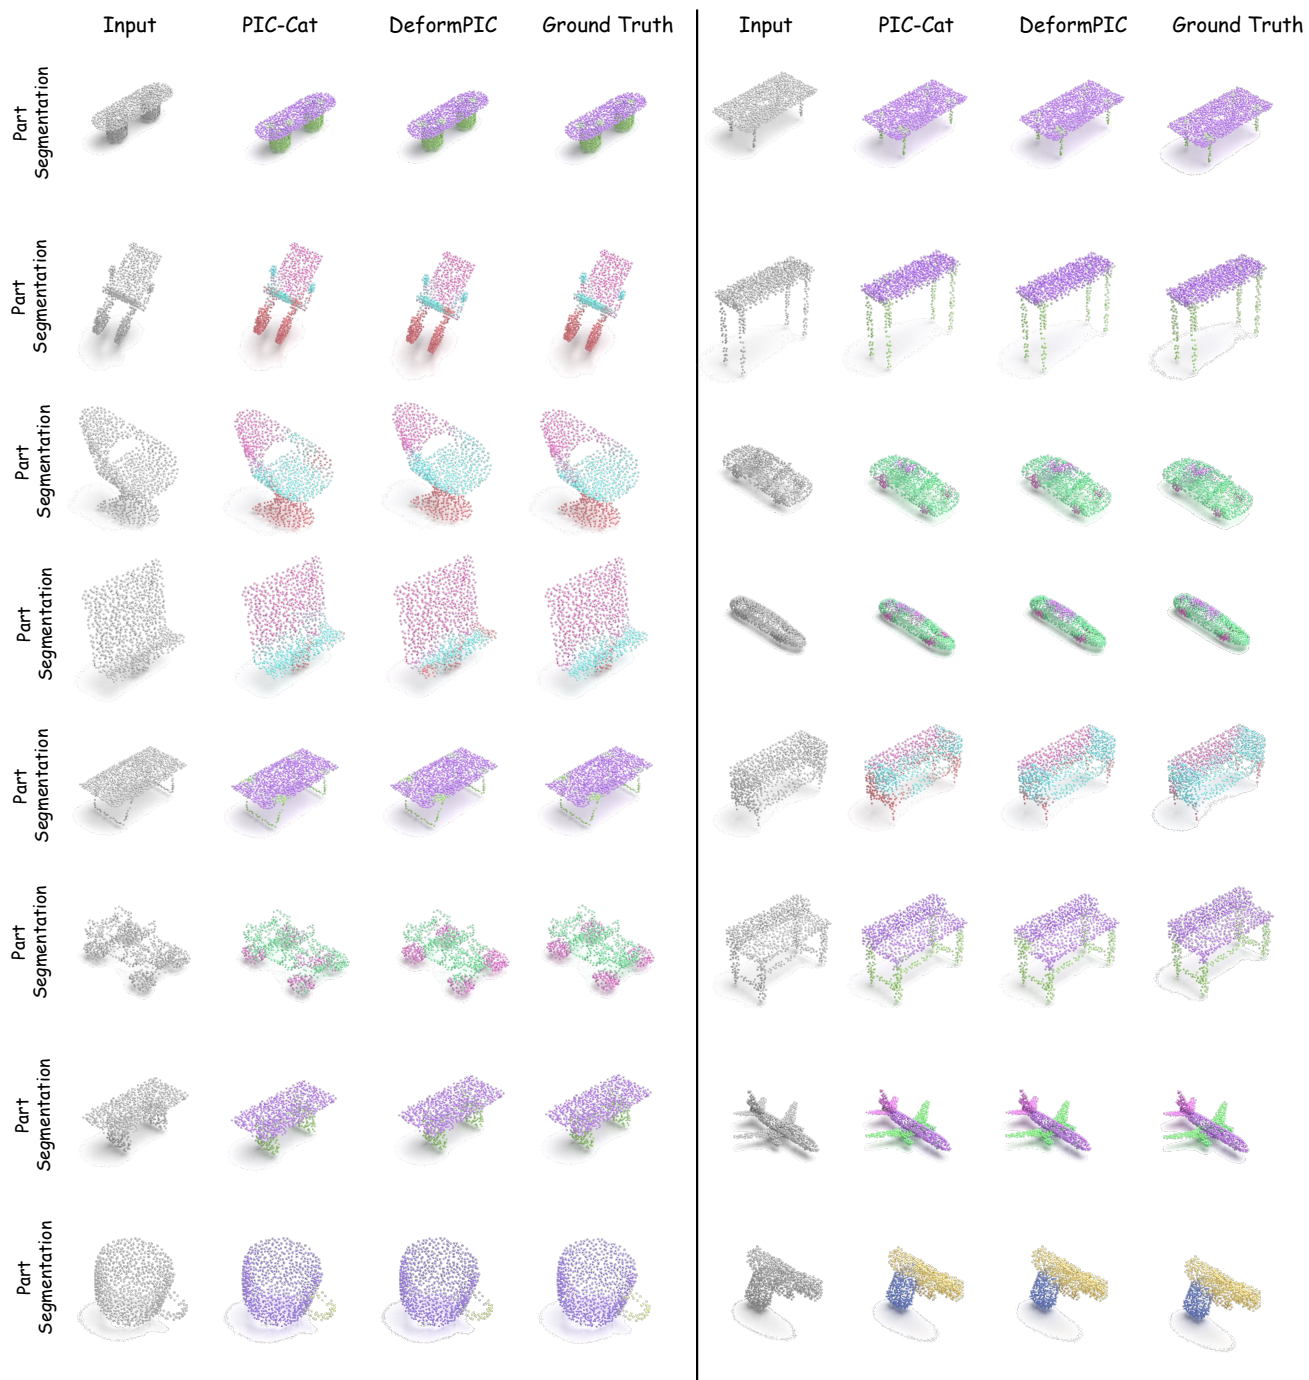 Input PIC-Cat DeformPIC Ground Truth Input PIC-Cat DeformPIC Ground Truth
Part
Segmentation
Part
Segmentation
Part
Segmentation
Part
Segmentation
Part
Segmentation
Part
Segmentation
Part
Segmentation
Part
Segmentation